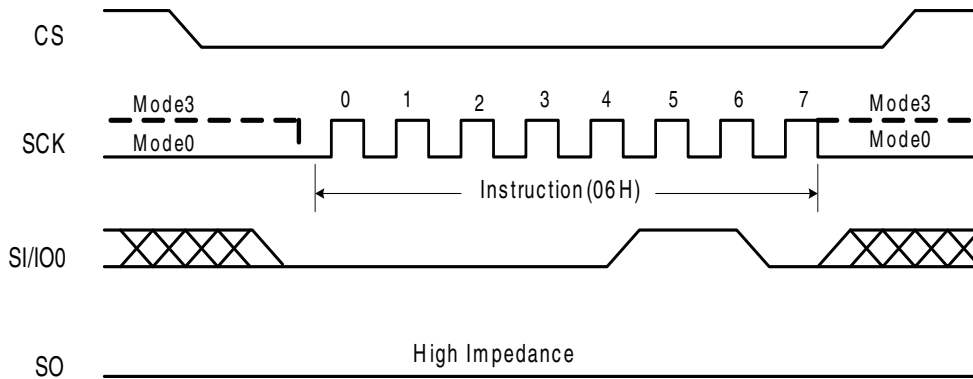 CS
0 1 2 3 4 5 6 7
Mode3 Mode3
SCK Mode0 Mode0
Instruction(06H)
SI/IO0
High Impedance
SO